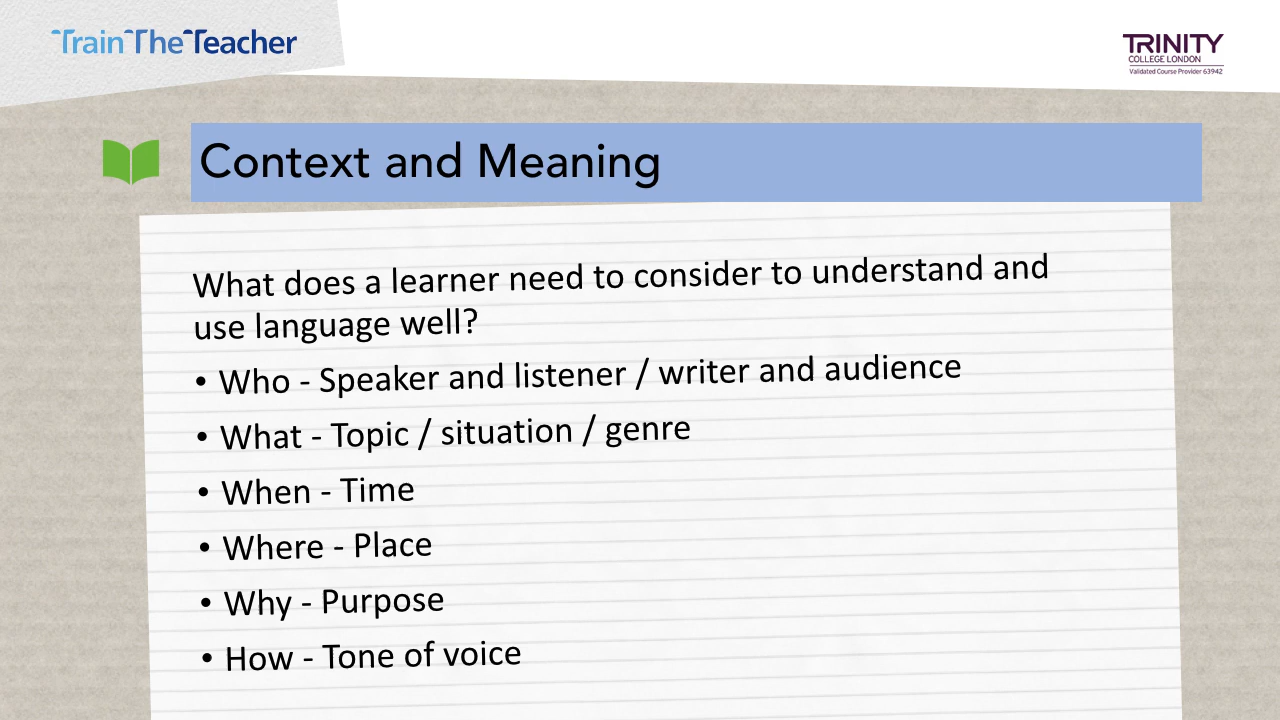 TrainTheTeacher
TRINITY
COLLEGE LONDON
Validated Course Provider 63942
Context and Meaning
What does a learner need to consider to understand and
use language well?
• Who - Speaker and listener / writer and audience
• What - Topic / situation / genre
• When - Time
• Where - Place
• Why - Purpose
• How - Tone of voice